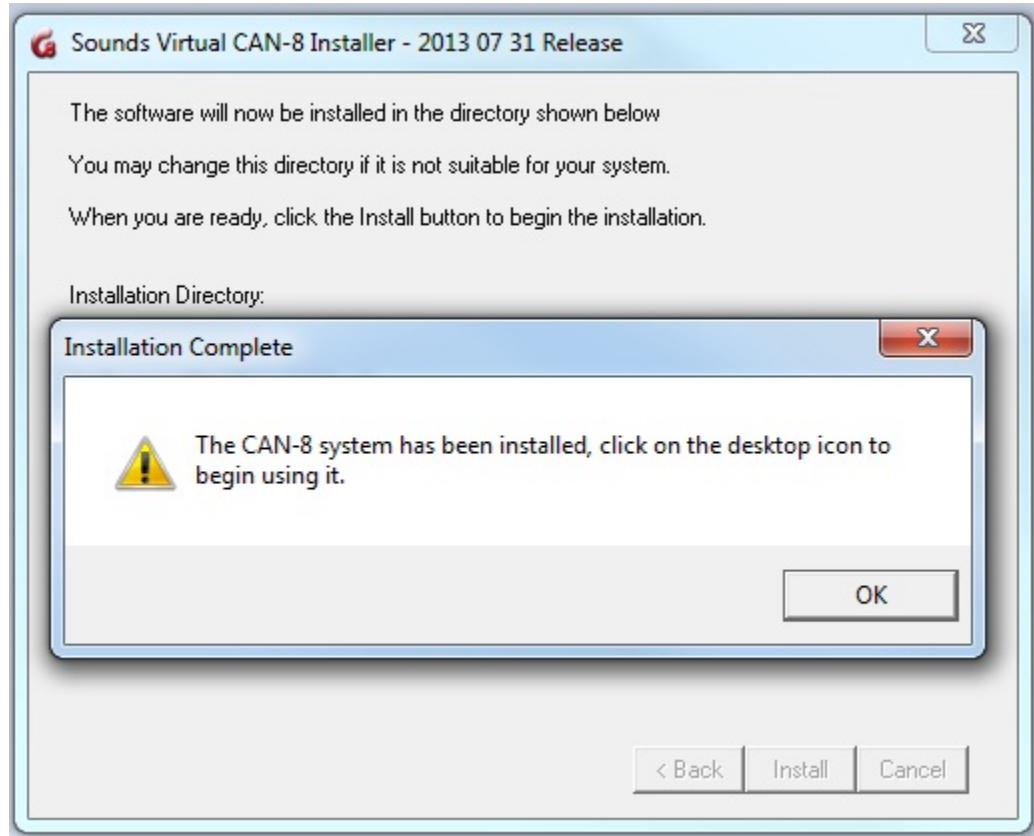 Sounds Virtual CAN-8 Installer - 2013 07 31 Release
The software will now be installed in the directory shown below
You may change this directory if it is not suitable for your system.
When you are ready, click the Install button to begin the installation.
Installation Directory:
Installation Complete
The CAN-8 system has been installed, click on the desktop icon to
begin using it.
OK
< Back Install Cancel